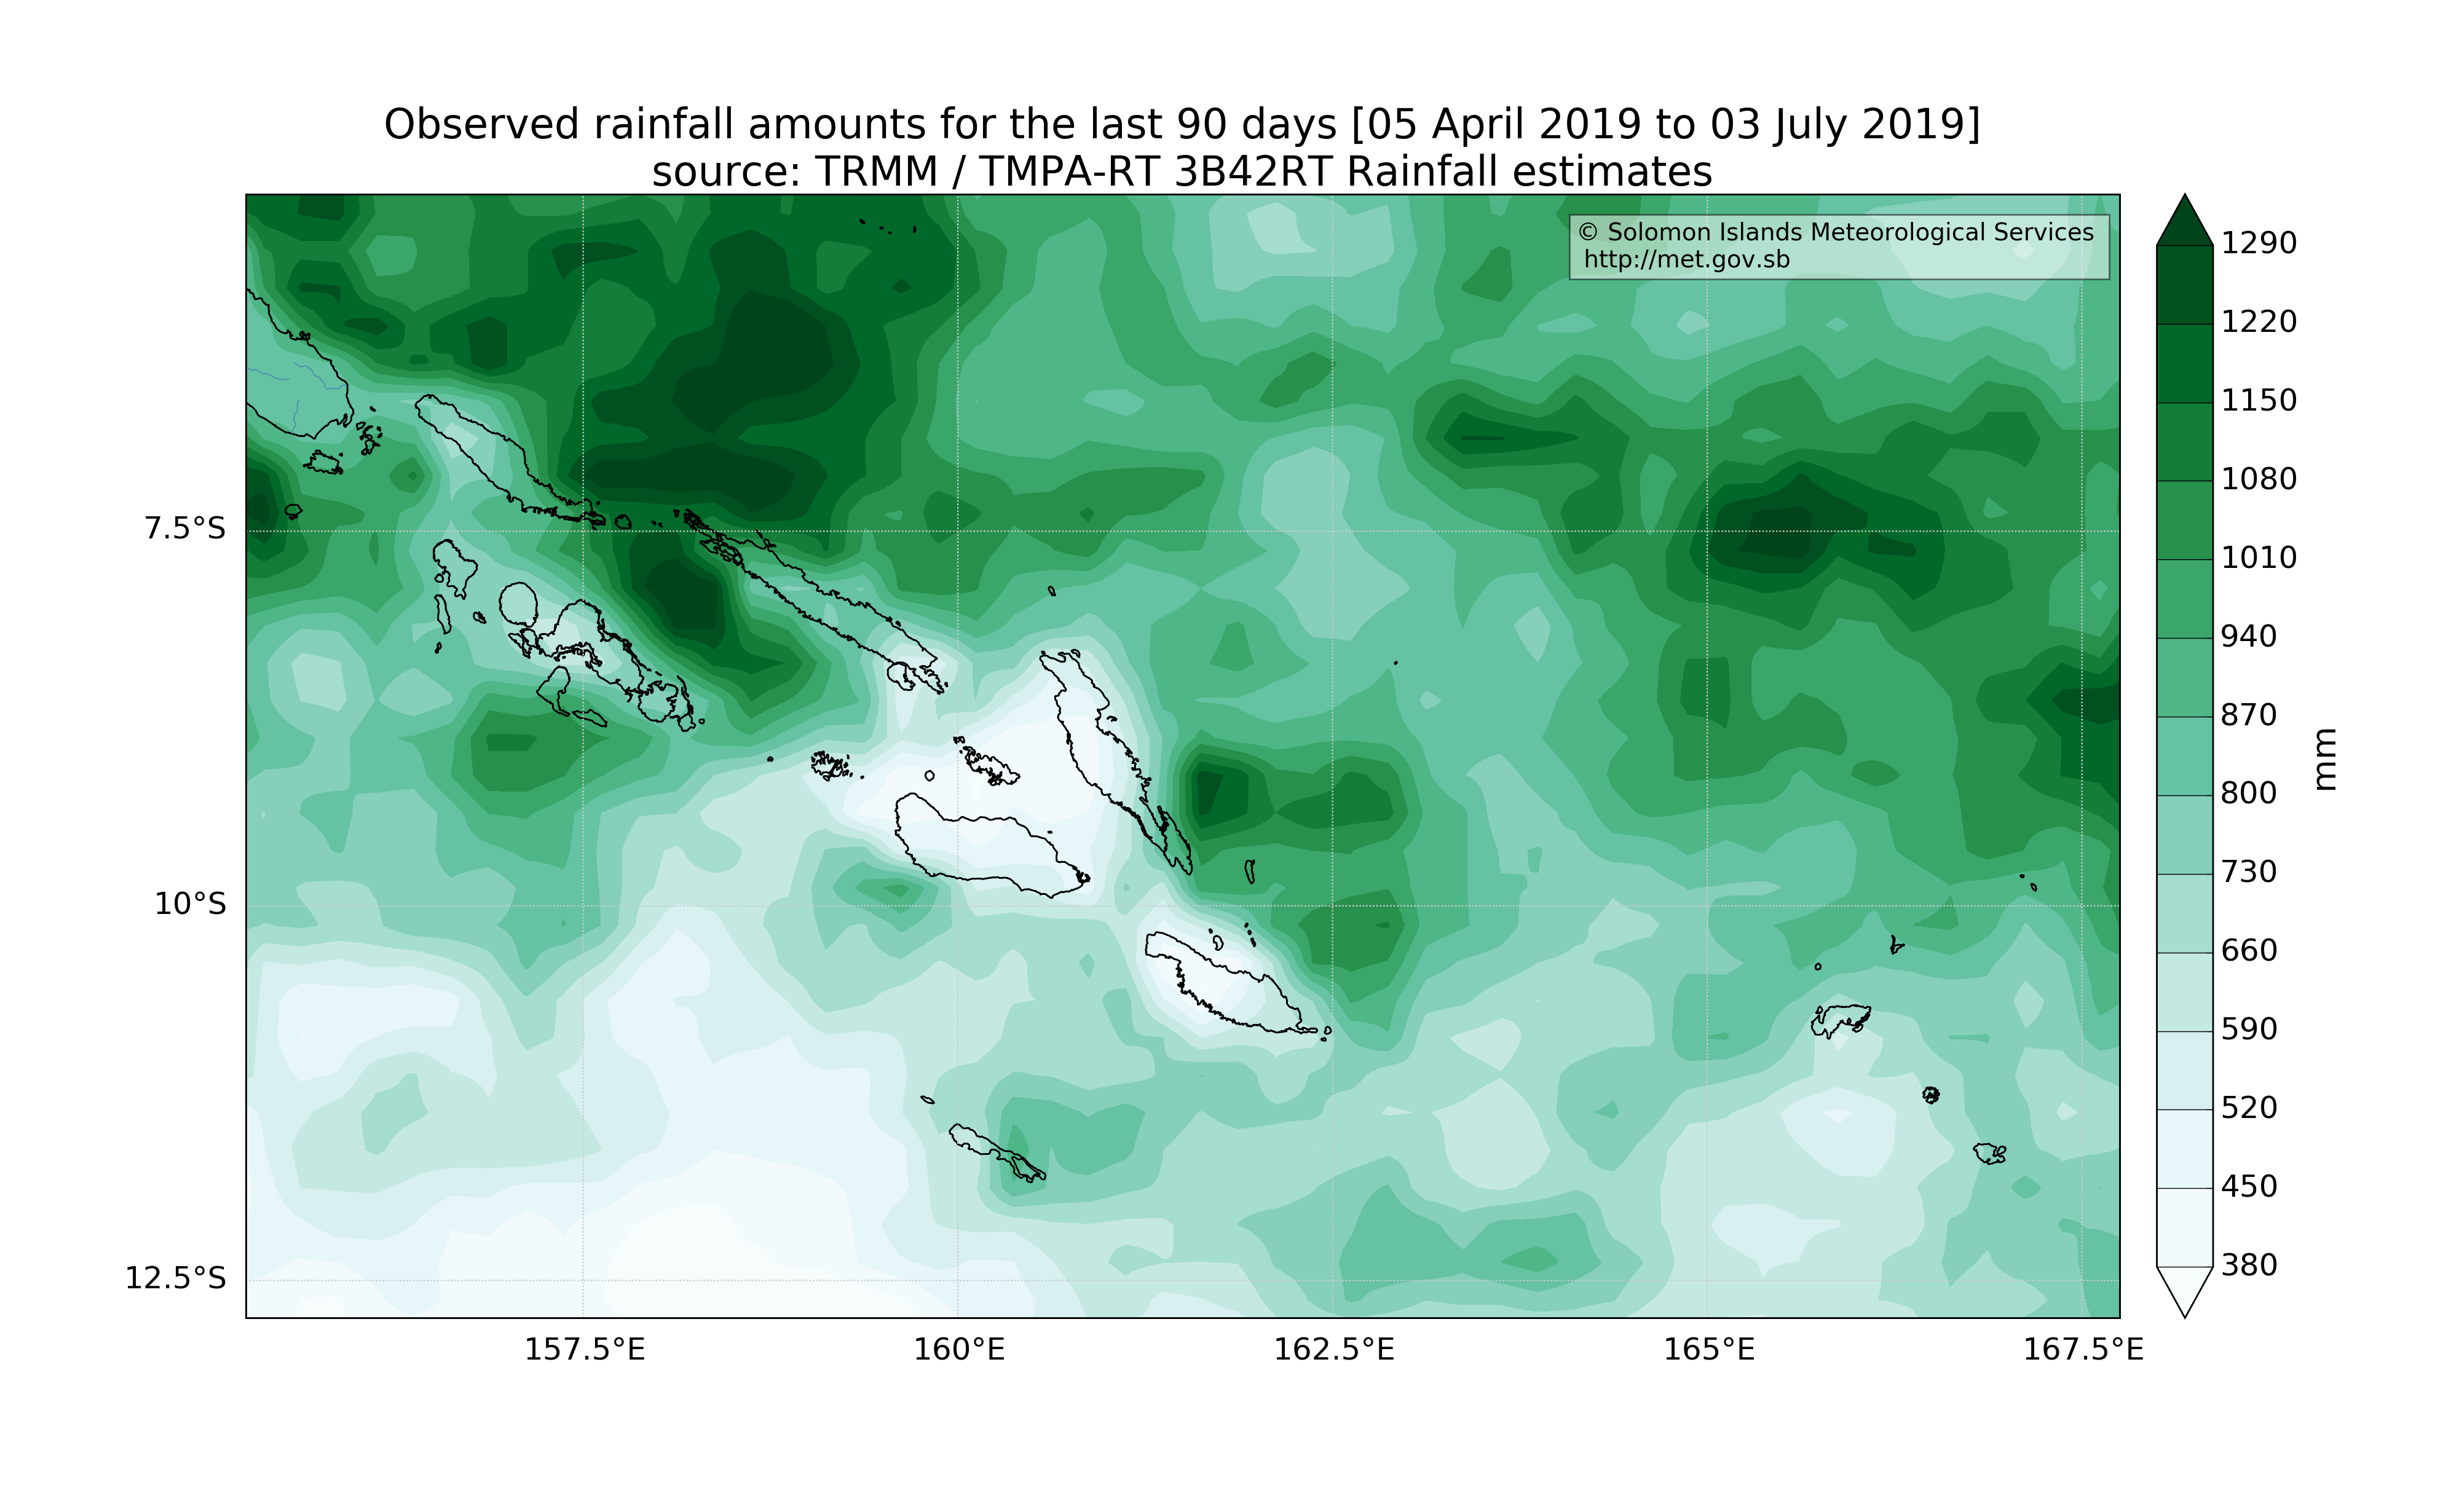 Observed rainfall amounts for the last 90 days [05 April 2019 to 03 July 2019]
source: TRMM / TMPA-RT 3B42RT Rainfall estimates
© Solomon Islands Meteorological Services
http://met.gov.sb
7.5°S
10°S
12.5°S
157.5°E
160°E
162.5°E
165°E
167.5°E
1290
1220
1150
1080
1010
940
870
800
730
660
590
520
450
380
mm